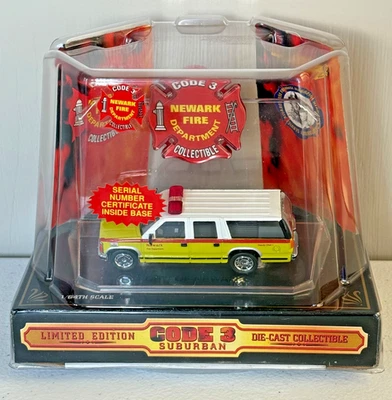 CODE 3
NEWARK
FIRE
DEPARTMENT
COLLECTIBLE
CODE 3
NEWARK
FIRE
DEPARTMENT
COLLECTIBLE
SERIAL
NUMBER
CERTIFICATE
INSIDE BASE
1/64TH SCALE
LIMITED EDITION
CODE 3
SUBURBAN
DIE-CAST COLLECTIBLE